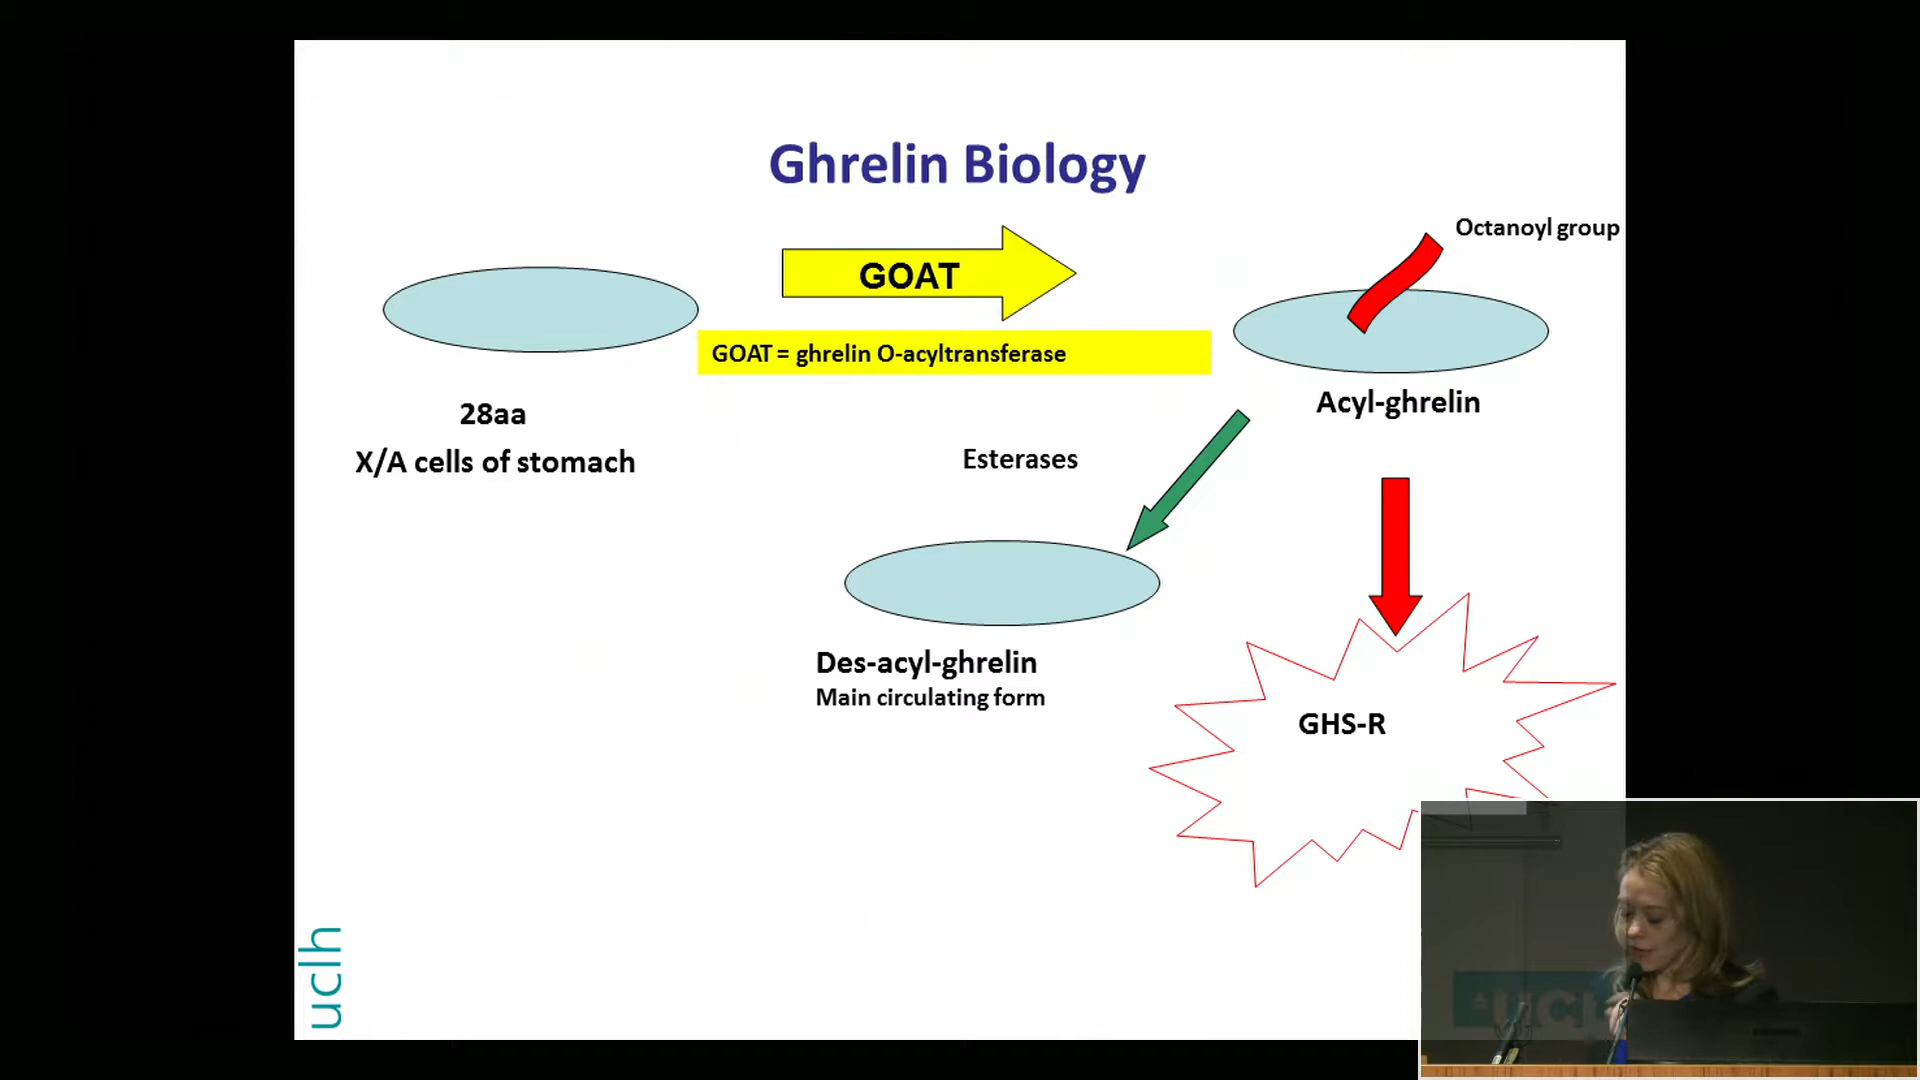 Ghrelin Biology
Octanoyl group
GOAT
GOAT = ghrelin O-acyltransferase
28aa
X/A cells of stomach
Acyl-ghrelin
Esterases
Des-acyl-ghrelin
Main circulating form
GHS-R
uclh
UCL